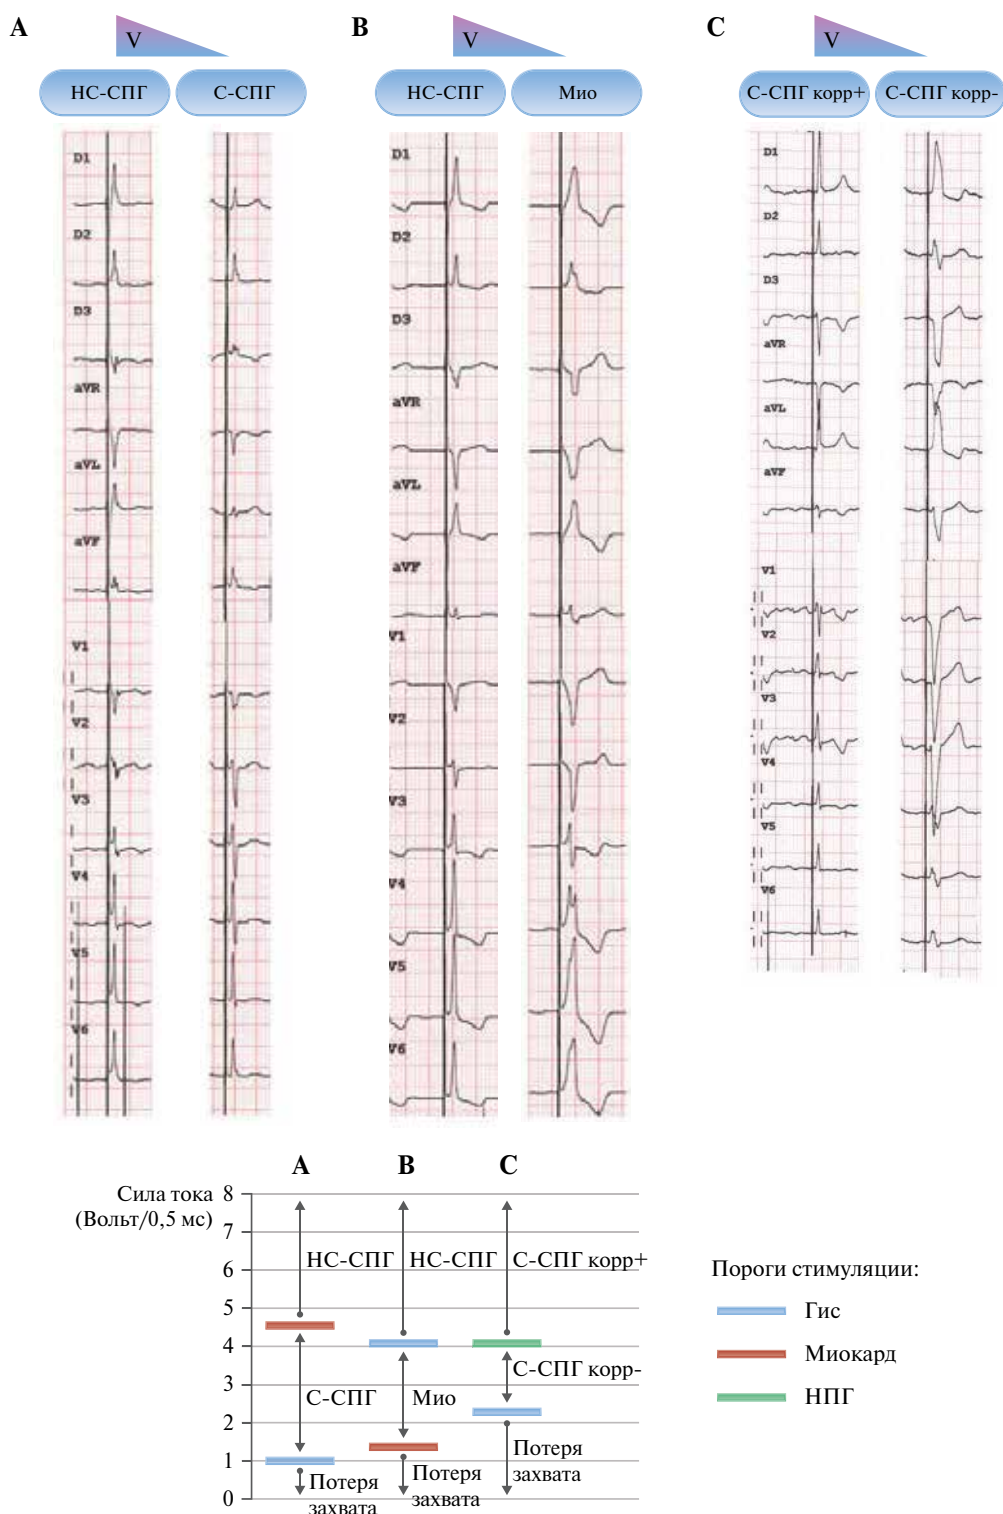 A
V
НС-СПГ
С-СПГ
D1
D2
D3
aVR
aVL
aVF
V1
V2
V3
V4
V5
V6
B
V
НС-СПГ
Мио
D1
D2
D3
aVR
aVL
aVF
V1
V2
V3
V4
V5
V6
C
V
С-СПГ корр+
С-СПГ корр-
D1
D2
D3
aVR
aVL
aVF
V1
V2
V3
V4
V5
V6
A
B
C
Сила тока
(Вольт/0,5 мс)
8
7
6
5
4
3
2
1
0
НС-СПГ
НС-СПГ
С-СПГ корр+
С-СПГ корр-
С-СПГ
Мио
Потеря
захвата
Потеря
захвата
Потеря
захвата
Пороги стимуляции:
Гис
Миокард
НПГ